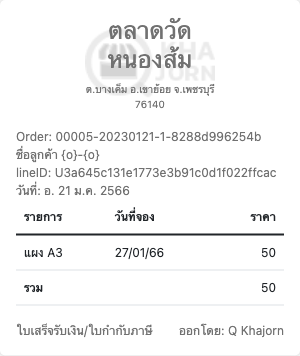 ตลาดวัด
หนองส้ม
KHA
JURN
ต.บางเค็ม อ.เขาย้อย จ.เพชรบุรี
76140
Order: 00005-20230121-1-8288d996254b
ชื่อลูกค้า {o}-{o}
lineID: U3a645c131e1773e3b91c0d1f022ffcac
วันที่: อ. 21 ม.ค. 2566
รายการ วันที่จอง ราคา
แผง A3 27/01/66 50
รวม 50
ใบเสร็จรับเงิน/ใบกำกับภาษี ออกโดย: Q Khajorn